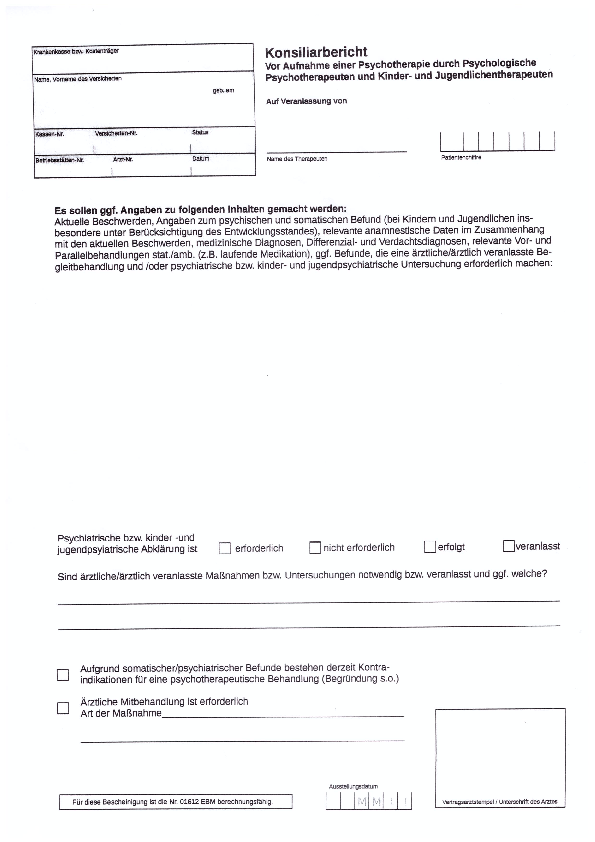 Krankenkasse bzw. Kostenträger
Name, Vorname des Versicherten
geb. am
Kassen-Nr. Versicherten-Nr. Status
Betriebsstätten-Nr. Arzt-Nr. Datum
Konsiliarbericht
Vor Aufnahme einer Psychotherapie durch Psychologische
Psychotherapeuten und Kinder- und Jugendlichentherapeuten
Auf Veranlassung von
Name des Therapeuten
Patientenchiffre
Es sollen ggf. Angaben zu folgenden Inhalten gemacht werden:
Aktuelle Beschwerden, Angaben zum psychischen und somatischen Befund (bei Kindern und Jugendlichen ins-
besondere unter Berücksichtigung des Entwicklungsstandes), relevante anamnestische Daten im Zusammenhang
mit den aktuellen Beschwerden, medizinische Diagnosen, Differenzial- und Verdachtsdiagnosen, relevante Vor- und
Parallelbehandlungen stat./amb. (z.B. laufende Medikation), ggf. Befunde, die eine ärztliche/ärztlich veranlasste Be-
gleitbehandlung und /oder psychiatrische bzw. kinder- und jugendpsychiatrische Untersuchung erforderlich machen:
Psychiatrische bzw. kinder -und
jugendpsyiatrische Abklärung ist
erforderlich
nicht erforderlich
erfolgt
veranlasst
Sind ärztliche/ärztlich veranlasste Maßnahmen bzw. Untersuchungen notwendig bzw. veranlasst und ggf. welche?
Aufgrund somatischer/psychiatrischer Befunde bestehen derzeit Kontra-
indikationen für eine psychotherapeutische Behandlung (Begründung s.o.)
Ärztliche Mitbehandlung ist erforderlich
Art der Maßnahme
Für diese Bescheinigung ist die Nr. 01612 EBM berechnungsfähig.
Ausstellungsdatum
M M
Vertragsarztstempel / Unterschrift des Arztes